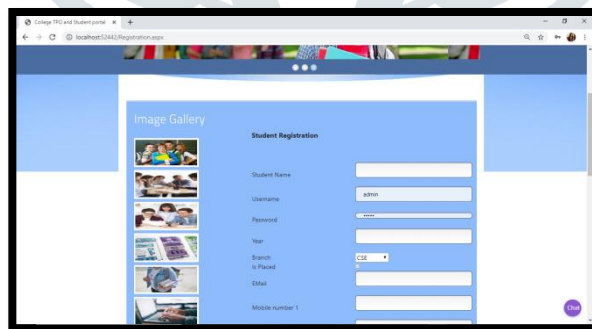 College TPO and Student portal
localhost:52442/Registration.aspx
Image Gallery
Student Registration
Student Name
Username admin
Password •••••
Year
Branch CSE
Is Placed
EMail
Mobile number 1
Chat